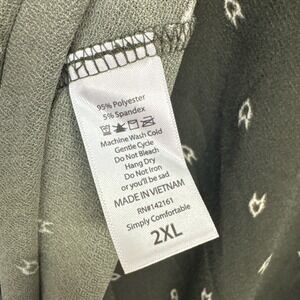 95% Polyester
5% Spandex
Machine Wash Cold
Gentle Cycle
Do Not Bleach
Hang Dry
Do Not Iron
or you'll be sad
MADE IN VIETNAM
RN#142161
Simply Comfortable
2XL